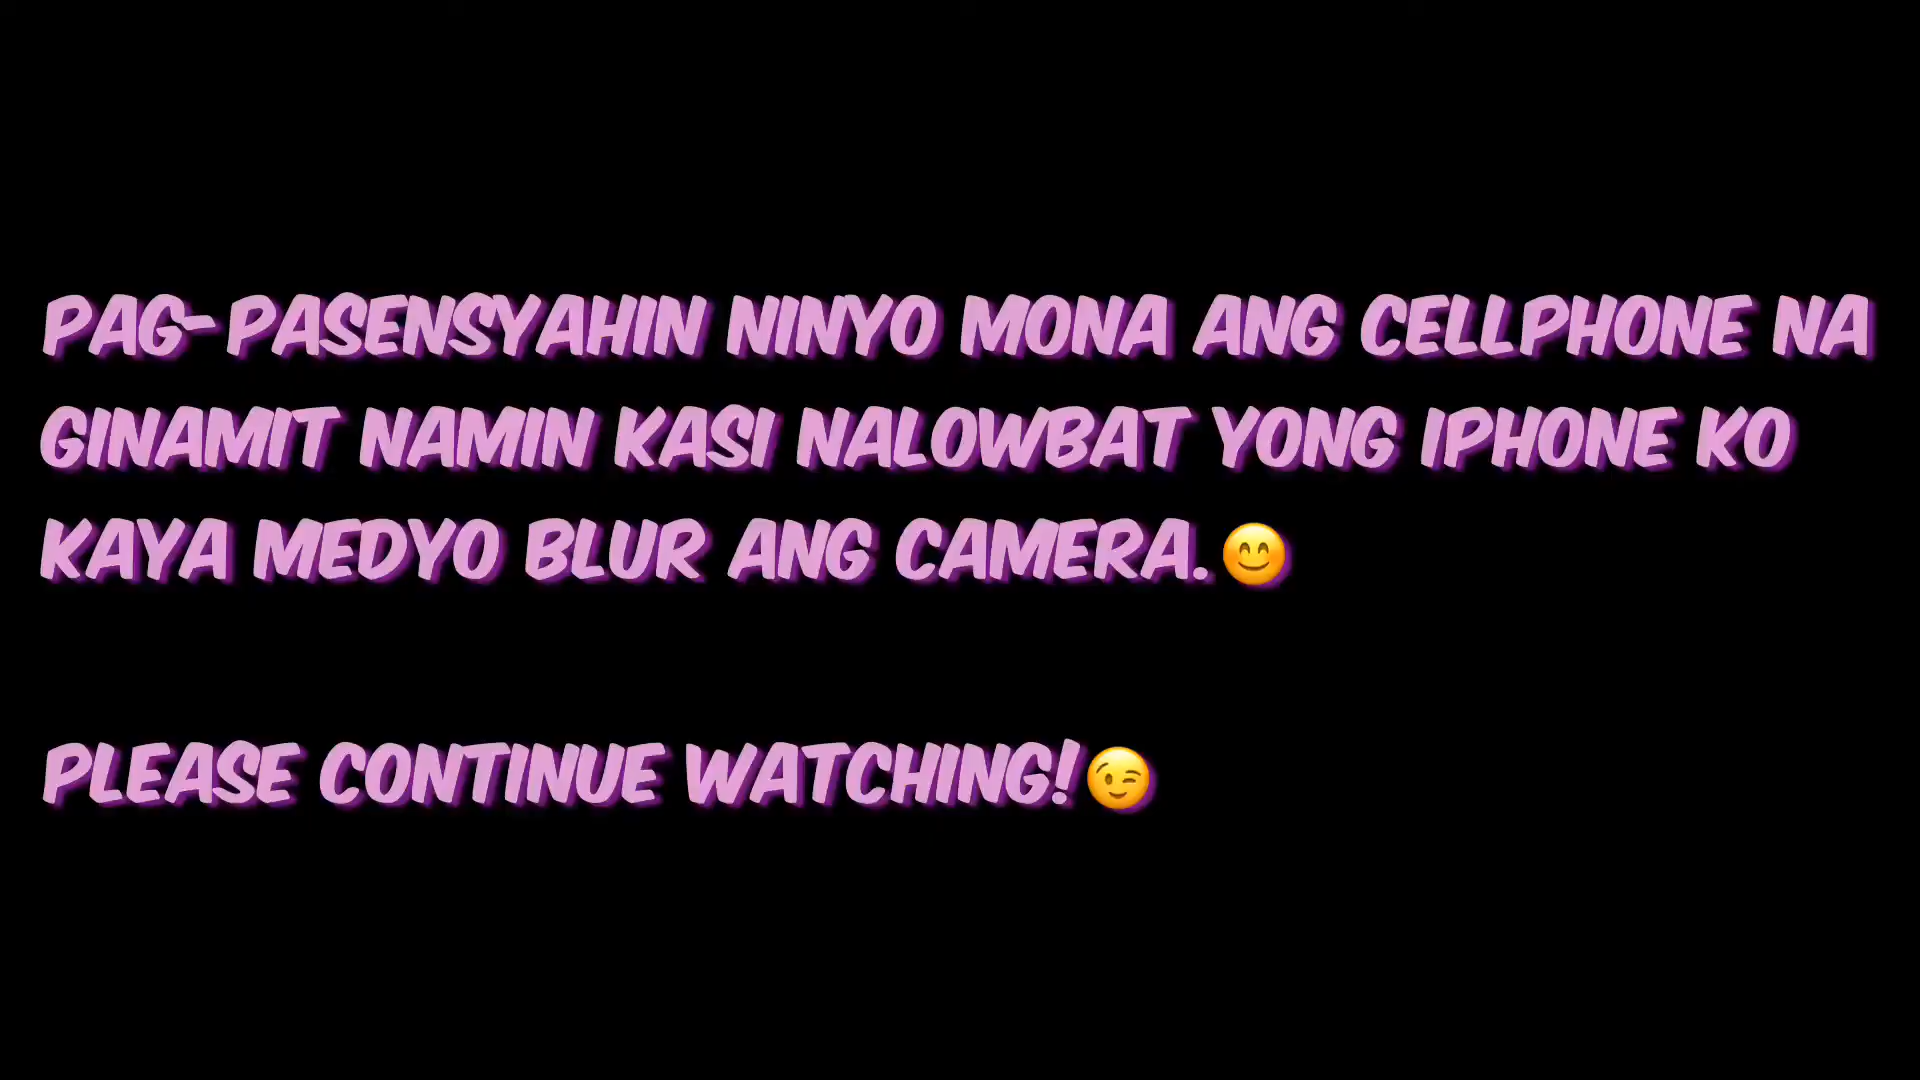 PAG-PASENSYAHIN NINYO MONA ANG CELLPHONE NA
GINAMIT NAMIN KASI NALOWBAT YONG IPHONE KO
KAYA MEDYO BLUR ANG CAMERA.😊
PLEASE CONTINUE WATCHING!😉